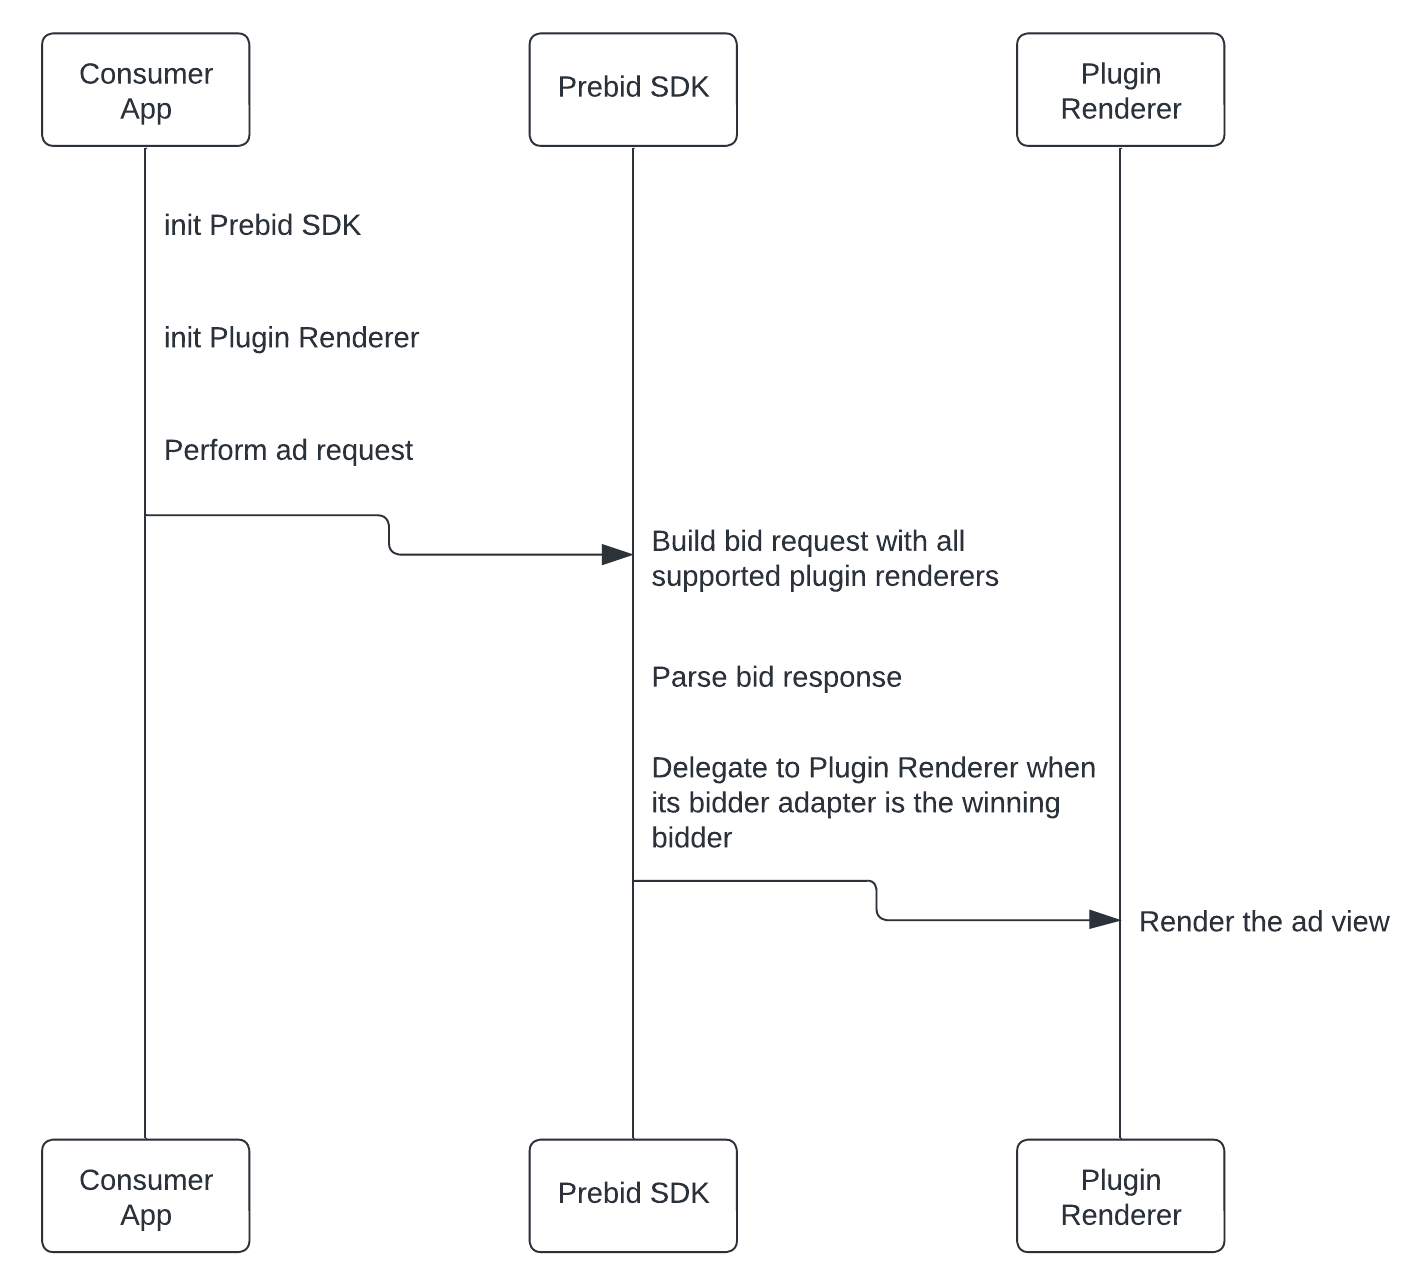 Consumer
App
Prebid SDK
Plugin
Renderer
init Prebid SDK
init Plugin Renderer
Perform ad request
Build bid request with all
supported plugin renderers
Parse bid response
Delegate to Plugin Renderer when
its bidder adapter is the winning
bidder
Render the ad view
Consumer
App
Prebid SDK
Plugin
Renderer